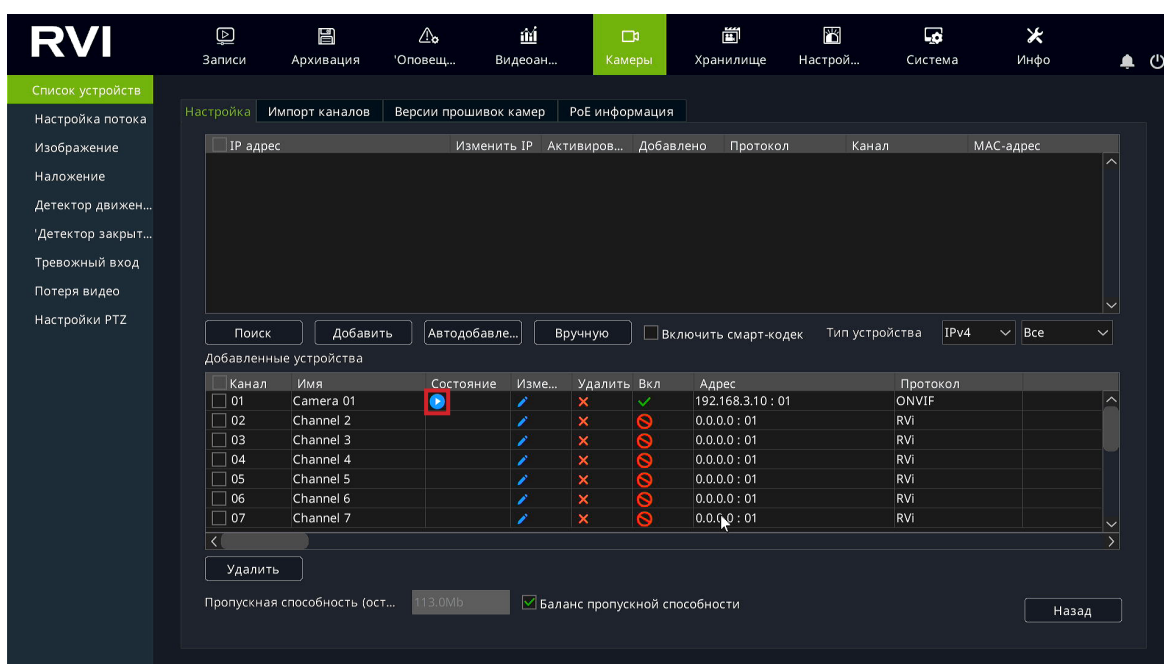 RVI
Записи Архивация 'Оповещ... Видеоан... Камеры Хранилище Настрой... Система Инфо
Список устройств
Настройка потока
Изображение
Наложение
Детектор движен...
'Детектор закрыт...
Тревожный вход
Потеря видео
Настройки PTZ
Настройка Импорт каналов Версии прошивок камер PoE информация
IP адрес Изменить IP Активиров... Добавлено Протокол Канал MAC-адрес
Поиск Добавить Автодобавле... Вручную Включить смарт-кодек Тип устройства IPv4 Все
Добавленные устройства
Канал Имя Состояние Изме... Удалить Вкл Адрес Протокол
01 Camera 01 192.168.3.10 : 01 ONVIF
02 Channel 2 0.0.0.0 : 01 RVi
03 Channel 3 0.0.0.0 : 01 RVi
04 Channel 4 0.0.0.0 : 01 RVi
05 Channel 5 0.0.0.0 : 01 RVi
06 Channel 6 0.0.0.0 : 01 RVi
07 Channel 7 0.0.0.0 : 01 RVi
Удалить
Пропускная способность (ост... 113.0Mb Баланс пропускной способности
Назад